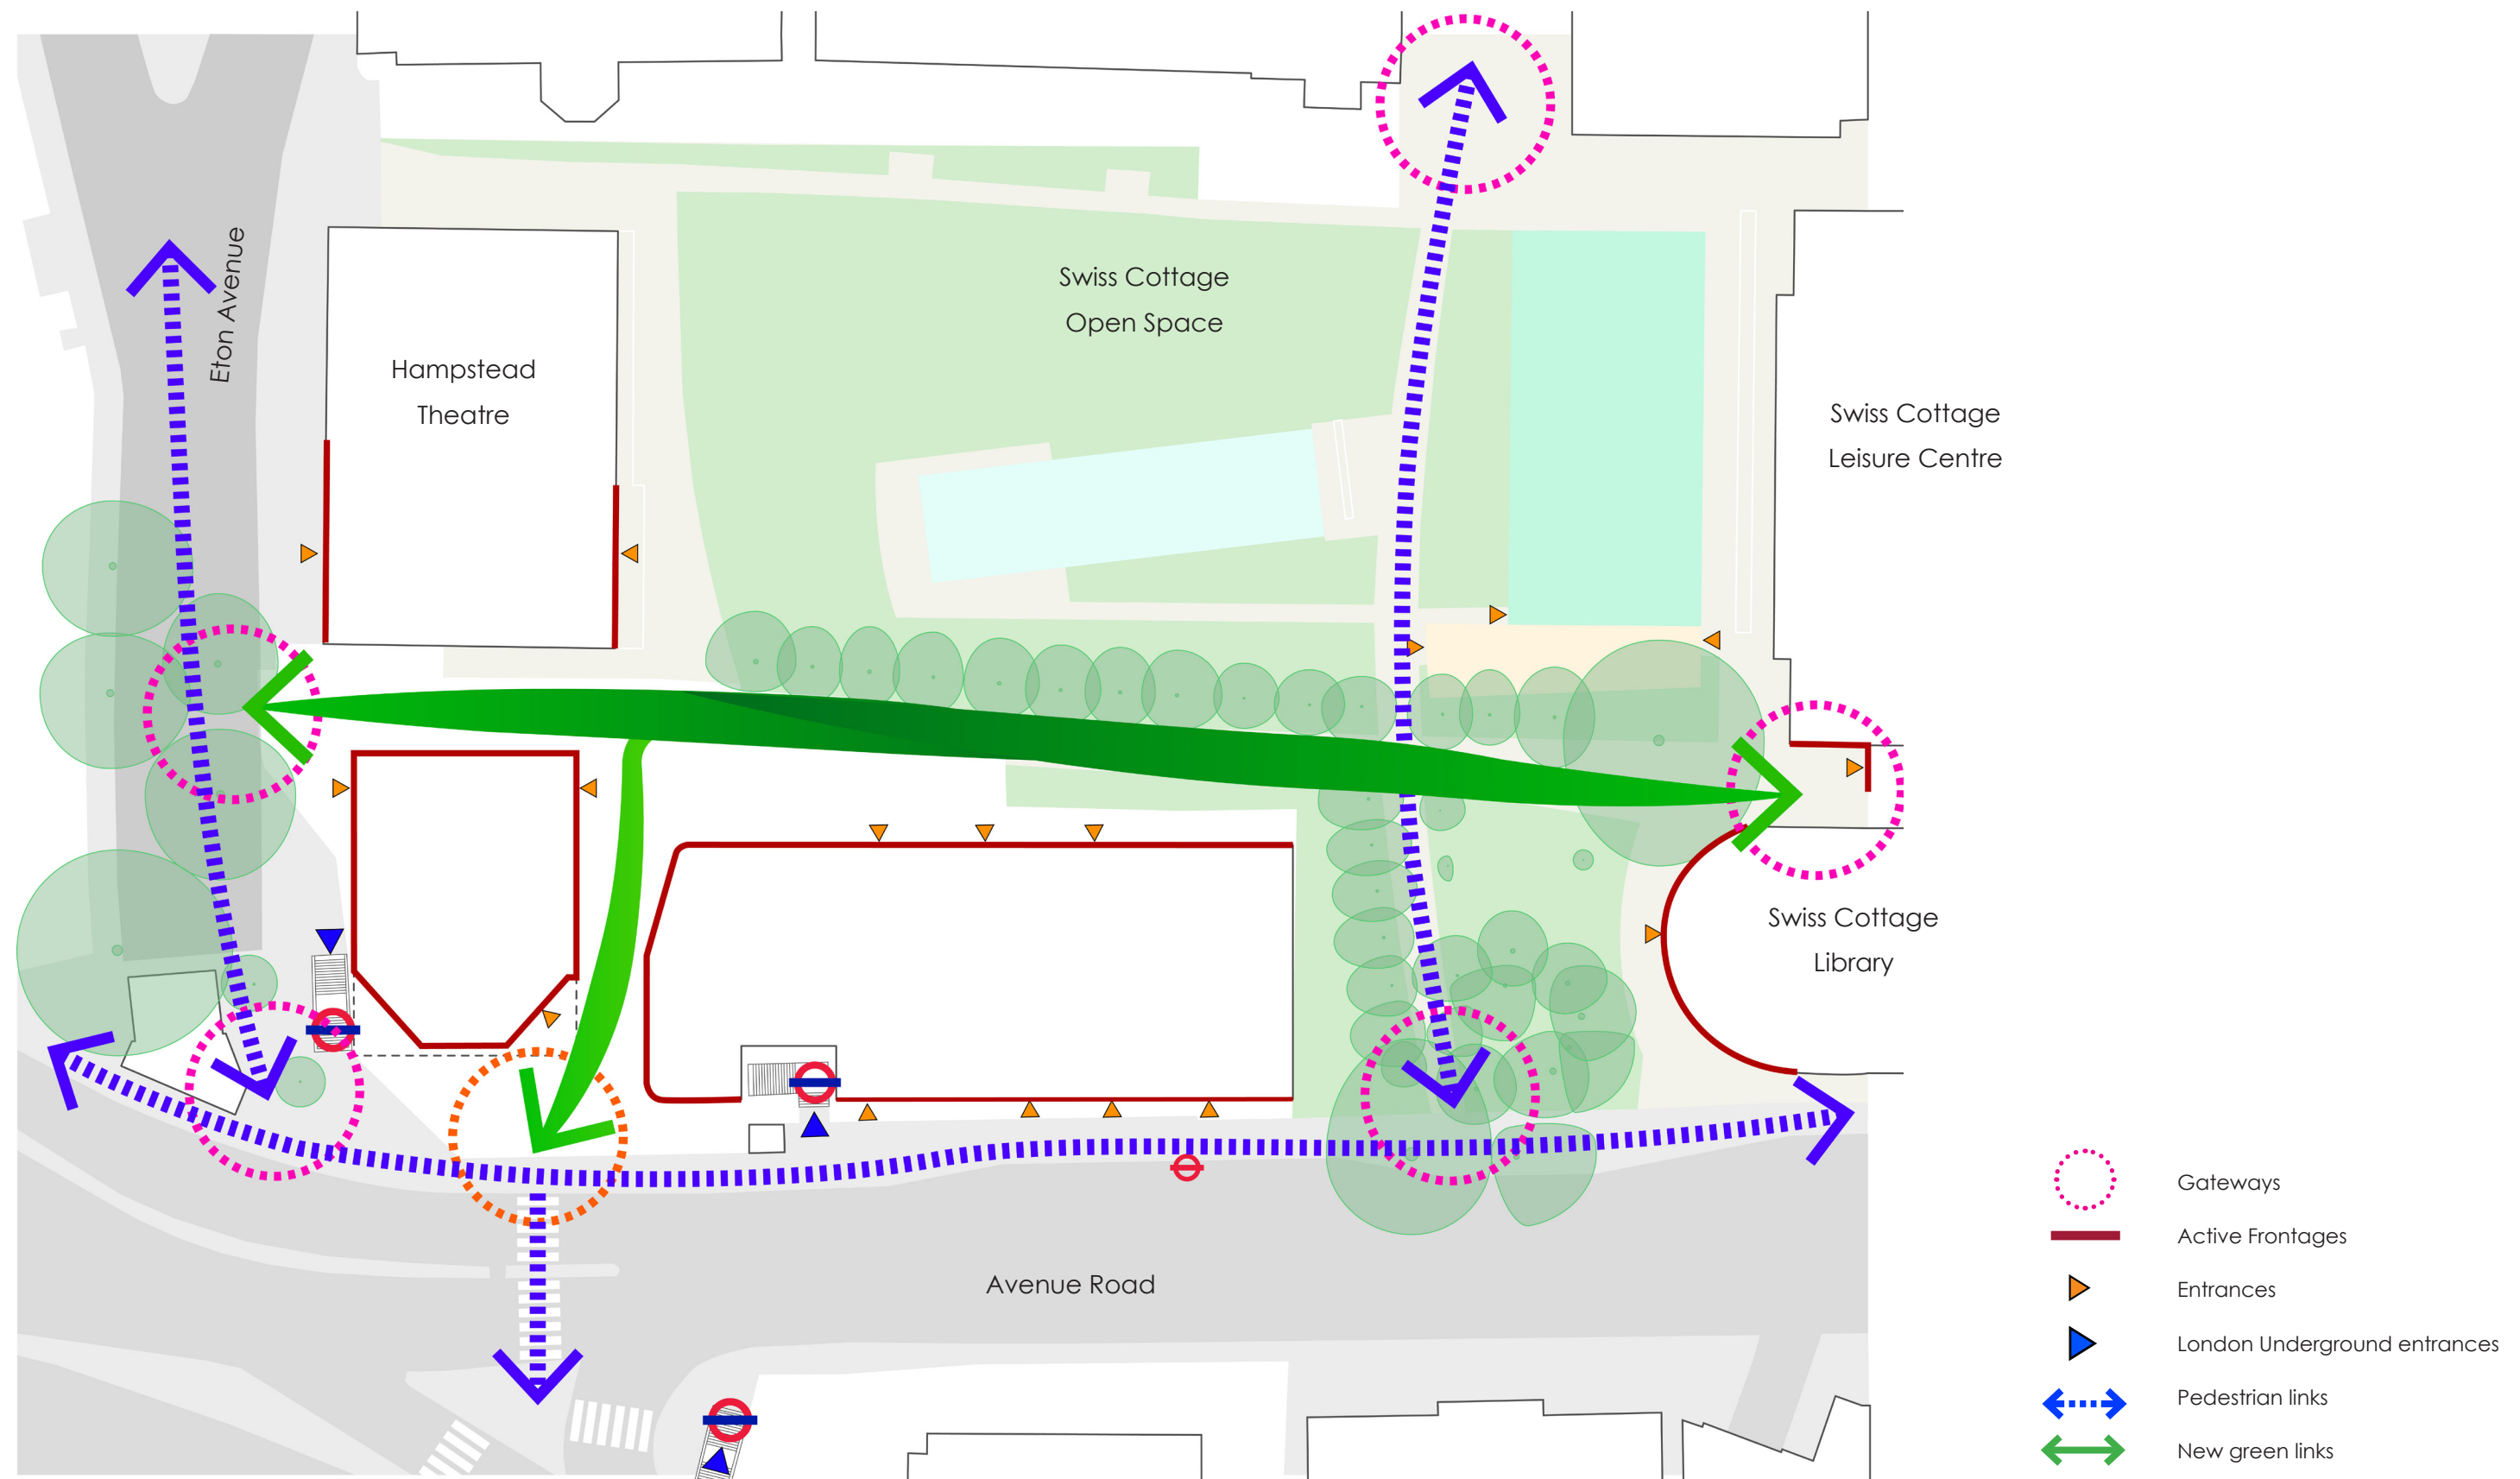 Eton Avenue
Swiss Cottage
Open Space
Hampstead
Theatre
Swiss Cottage
Leisure Centre
Swiss Cottage
Library
Avenue Road
Gateways
Active Frontages
Entrances
London Underground entrances
Pedestrian links
New green links